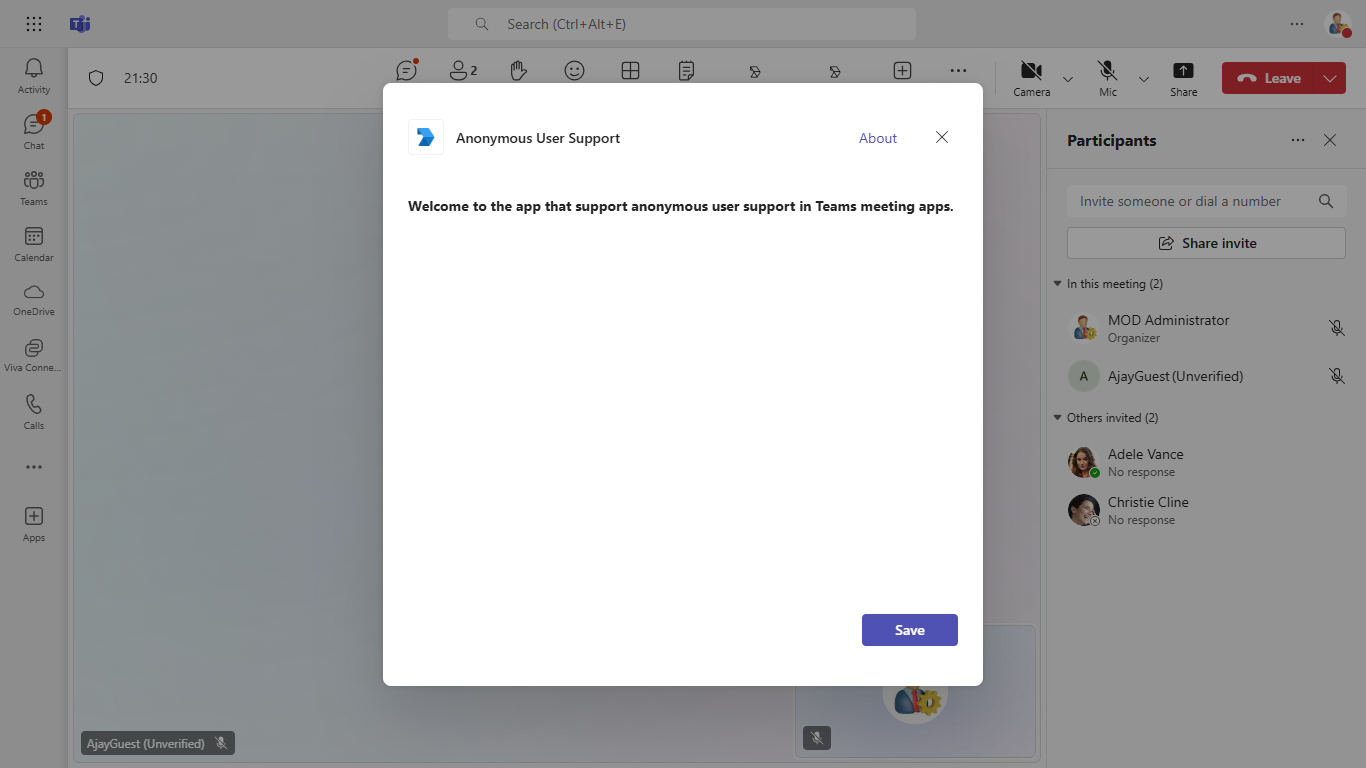 Search (Ctrl+Alt+E)
Activity
1
Chat
Teams
Calendar
OneDrive
Viva Conne...
Calls
Apps
21:30
2
Camera
Mic
Share
Leave
Anonymous User Support
About
Welcome to the app that support anonymous user support in Teams meeting apps.
Save
AjayGuest (Unverified)
Participants
Invite someone or dial a number
Share invite
In this meeting (2)
MOD Administrator
Organizer
A
AjayGuest (Unverified)
Others invited (2)
Adele Vance
No response
Christie Cline
No response